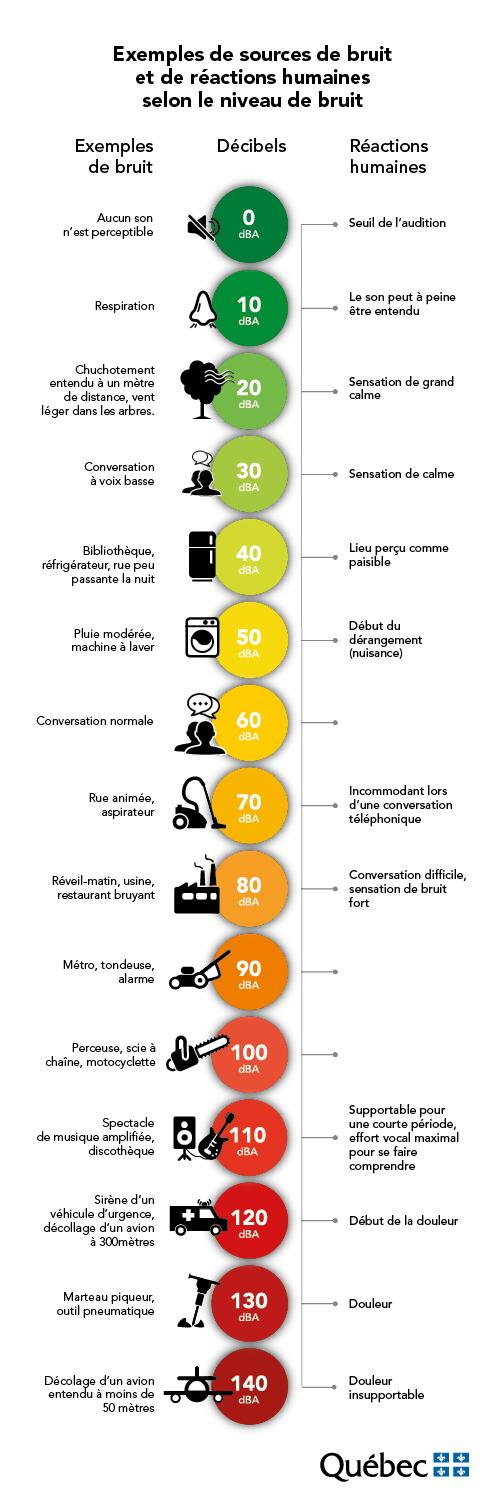 Exemples de sources de bruit
et de réactions humaines
selon le niveau de bruit
Exemples
de bruit
Décibels
Réactions
humaines
Aucun son
n'est perceptible
0
dBA
Seuil de l'audition
Respiration
10
dBA
Le son peut à peine
être entendu
Chuchotement
entendu à un mètre
de distance, vent
léger dans les arbres.
20
dBA
Sensation de grand
calme
Conversation
à voix basse
30
dBA
Sensation de calme
Bibliothèque,
réfrigérateur, rue peu
passante la nuit
40
dBA
Lieu perçu comme
paisible
Pluie modérée,
machine à laver
50
dBA
Début du
dérangement
(nuisance)
Conversation normale
60
dBA
Rue animée,
aspirateur
70
dBA
Incommodant lors
d'une conversation
téléphonique
Réveil-matin, usine,
restaurant bruyant
80
dBA
Conversation difficile,
sensation de bruit
fort
Métro, tondeuse,
alarme
90
dBA
Perceuse, scie à
chaîne, motocyclette
100
dBA
Spectacle
de musique amplifiée,
discothèque
110
dBA
Supportable pour
une courte période,
effort vocal maximal
pour se faire
comprendre
Sirène d'un
véhicule d'urgence,
décollage d'un avion
à 300mètres
120
dBA
Début de la douleur
Marteau piqueur,
outil pneumatique
130
dBA
Douleur
Décolage d'un avion
entendu à moins de
50 mètres
140
dBA
Douleur
insupportable
Québec